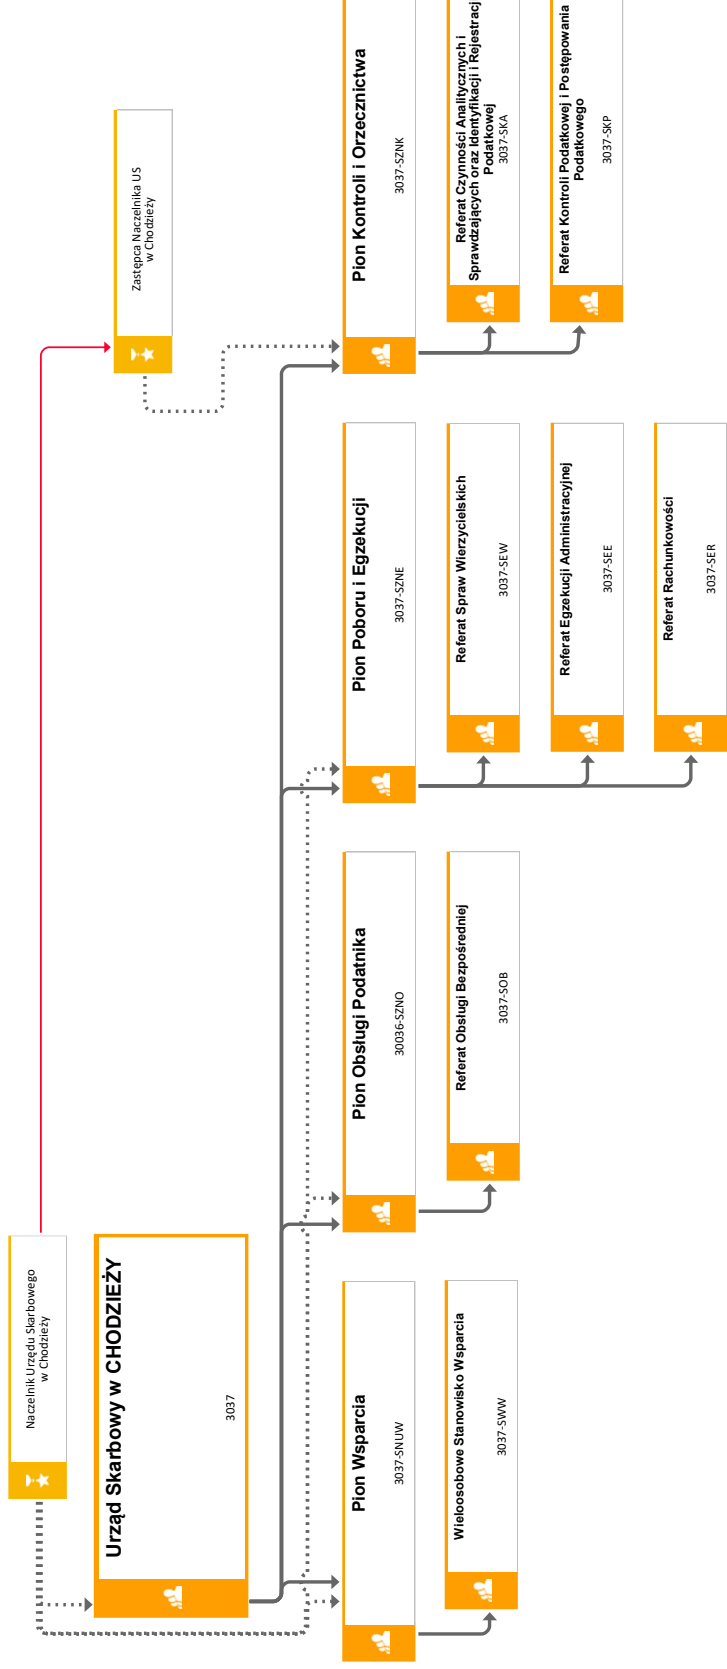 Naczelnik Urzędu Skarbowego
w Chodzieży
Zastępca Naczelnika US
w Chodzieży
Urząd Skarbowy w CHODZIEŻY
3037
Pion Wsparcia
3037-SNUW
Wieloosobowe Stanowisko Wsparcia
3037-SWW
Pion Obsługi Podatnika
30036-SZNO
Referat Obsługi Bezpośredniej
3037-SOB
Pion Poboru i Egzekucji
3037-SZNE
Referat Spraw Wierzycielskich
3037-SEW
Referat Egzekucji Administracyjnej
3037-SEE
Referat Rachunkowości
3037-SER
Pion Kontroli i Orzecznictwa
3037-SZNK
Referat Czynności Analitycznych i
Sprawdzających oraz Identyfikacji i Rejestracji
Podatkowej
3037-SKA
Referat Kontroli Podatkowej i Postępowania
Podatkowego
3037-SKP